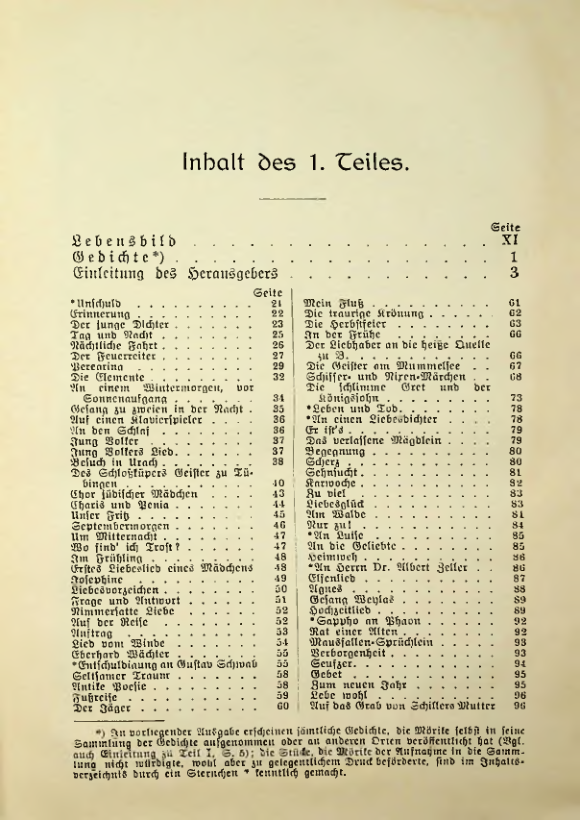 Inhalt des 1. Teiles.
Seite
Lebensbild . . . . . . . . . . . . . . . . XI
Gedichte*) . . . . . . . . . . . . . . . . 1
Einleitung des Herausgebers . . . . . . . . . 3
Seite
*Unschuld . . . . . . . . . 21
Erinnerung . . . . . . . . . 22
Der junge Dichter . . . . . . . 23
Tag und Nacht . . . . . . . . 25
Nächtliche Fahrt . . . . . . . . 26
Der Feuerreiter . . . . . . . . 27
Peregrina . . . . . . . . . 29
Die Elemente . . . . . . . . 32
An einem Wintermorgen, vor
Sonnenaufgang . . . . . . . 34
Gesang zu zweien in der Nacht . 35
Auf einen Klavierspieler . . . . 36
An den Schlaf . . . . . . . . 36
Jung Volker . . . . . . . . 37
Jung Volkers Lied . . . . . . . 37
Besuch in Urach . . . . . . . . 38
Des Schloßküpers Geister zu Tü-
bingen . . . . . . . . . . 40
Chor jüdischer Mädchen . . . . 43
Charis und Penia . . . . . . . 44
Unser Fritz . . . . . . . . . 45
Septembermorgen . . . . . . . 46
Um Mitternacht . . . . . . . . 47
Wo find' ich Trost? . . . . . . 47
Im Frühling . . . . . . . . . 48
Erstes Liebeslied eines Mädchens 48
Josephine . . . . . . . . . 49
Liebesvorzeichen . . . . . . . . 50
Frage und Antwort . . . . . . . 51
Nimmersatte Liebe . . . . . . . 52
Auf der Reise . . . . . . . . 52
Auftrag . . . . . . . . . . 53
Lied vom Winde . . . . . . . . 54
Eberhard Wächter . . . . . . . 55
*Entschuldigung an Gustav Schwab 55
Seltsamer Traum . . . . . . . 58
Antike Poesie . . . . . . . . 58
Fußreise . . . . . . . . . . 59
Der Jäger . . . . . . . . . 60
Mein Fluß . . . . . . . . . 61
Die traurige Krönung . . . . . . 62
Die Herbstfeier . . . . . . . . 63
In der Frühe . . . . . . . . 66
Der Liebhaber an die heiße Quelle
zu B. . . . . . . . . . . . 66
Die Geister am Mummelsee . . 67
Schiffer- und Nixen-Märchen . . 68
Die schlimme Gret und der
Königssohn . . . . . . . . . 73
*Leben und Tod . . . . . . . . 78
*An einen Liebesdichter . . . . . 78
Er ist's . . . . . . . . . . . 79
Das verlassene Mägdlein . . . . 79
Begegnung . . . . . . . . . 80
Scherz . . . . . . . . . . . 80
Sehnsucht . . . . . . . . . . 81
Karwoche . . . . . . . . . . 82
Zu viel . . . . . . . . . . . 83
Liebesglück . . . . . . . . . 83
Am Walde . . . . . . . . . . 84
Nur zu! . . . . . . . . . . . 84
*An Luise . . . . . . . . . . 85
An die Geliebte . . . . . . . . 85
Heimweh . . . . . . . . . . 86
*An Herrn Dr. Albert Zeller . . 86
Elfenlied . . . . . . . . . . 87
Agnes . . . . . . . . . . . 88
Gesang Weylas . . . . . . . . 89
Hochzeitlied . . . . . . . . . 89
*Sappho an Phaon . . . . . . . 92
Rat einer Alten . . . . . . . . 92
Mausfallen-Sprüchlein . . . . . 93
Verborgenheit . . . . . . . . 93
Seufzer . . . . . . . . . . . 94
Gebet . . . . . . . . . . . 95
Zum neuen Jahr . . . . . . . 95
Lebe wohl . . . . . . . . . . 96
Auf das Grab von Schillers Mutter 96
*) In vorliegender Ausgabe erscheinen sämtliche Gedichte, die Mörike selbst in seine
Sammlung der Gedichte aufgenommen oder an anderen Orten veröffentlicht hat (Vgl.
auch Einleitung zu Teil I, S. 5); die Stücke, die Mörike der Aufnahme in die Samm-
lung nicht würdigte, wohl aber zu gelegentlichem Druck beförderte, sind im Inhalts-
verzeichnis durch ein Sternchen * kenntlich gemacht.